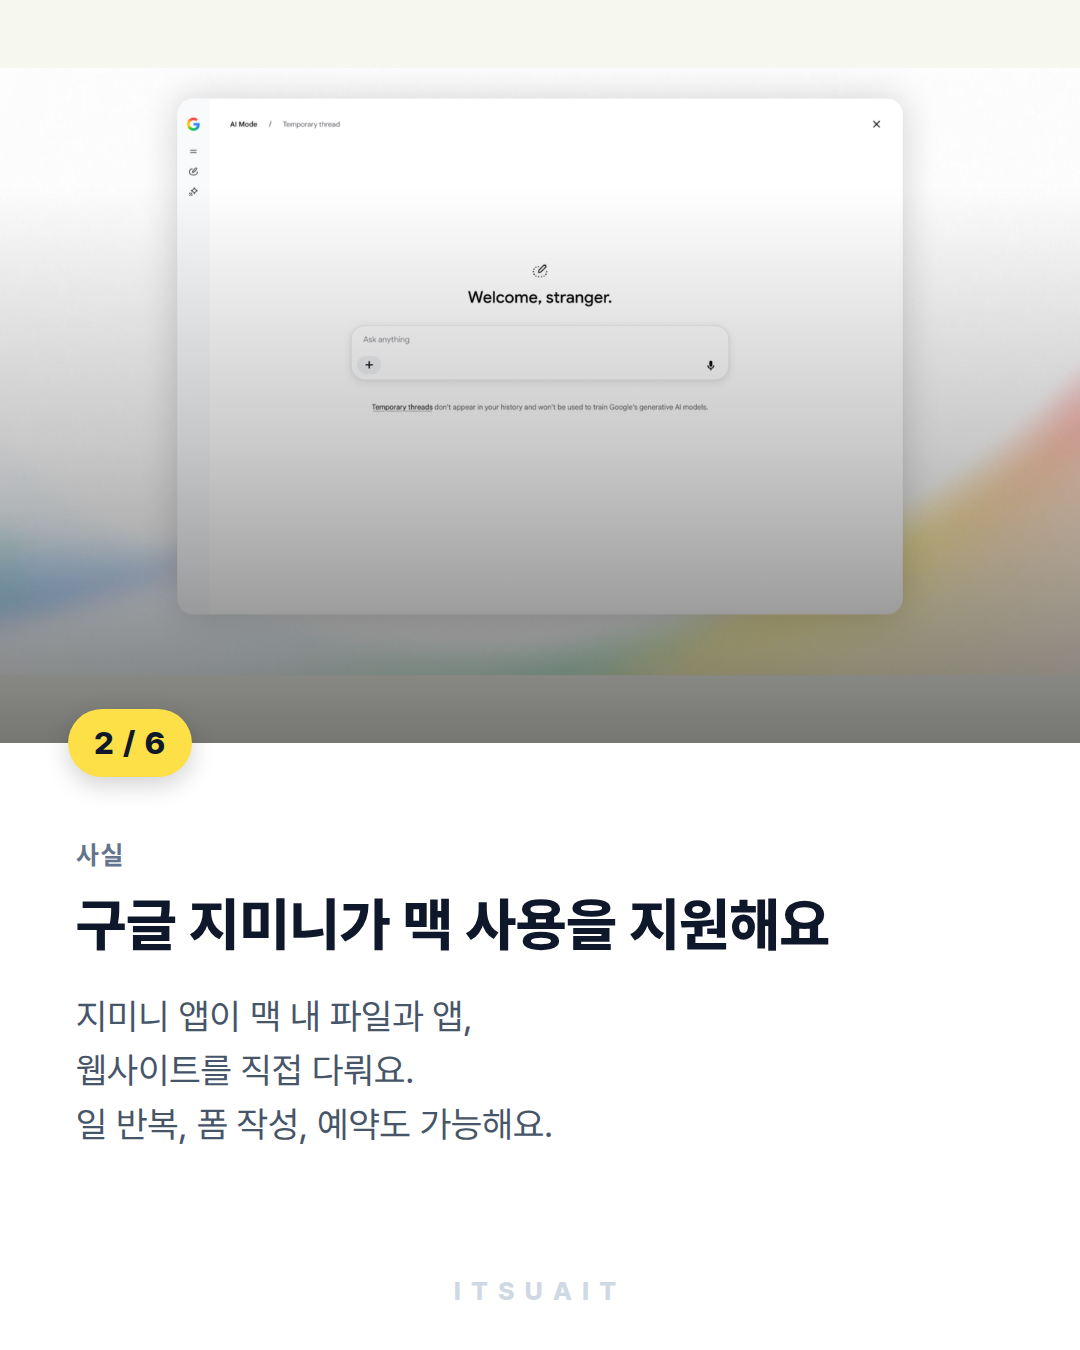 AI Mode / Temporary thread
Welcome, stranger.
Ask anything
Temporary threads don't appear in your history and won't be used to train Google's generative AI models.
2 / 6
사실
구글 지미니가 맥 사용을 지원해요
지미니 앱이 맥 내 파일과 앱,
웹사이트를 직접 다뤄요.
일 반복, 폼 작성, 예약도 가능해요.
ITSUAIT